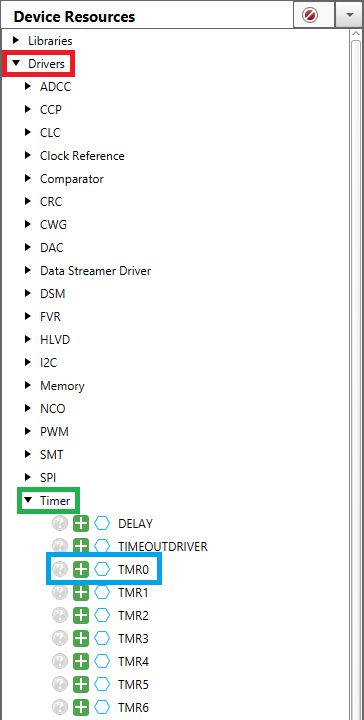 Device Resources
Libraries
Drivers
ADCC
CCP
CLC
Clock Reference
Comparator
CRC
CWG
DAC
Data Streamer Driver
DSM
FVR
HLVD
I2C
Memory
NCO
PWM
SMT
SPI
Timer
DELAY
TIMEOUTDRIVER
TMR0
TMR1
TMR2
TMR3
TMR4
TMR5
TMR6